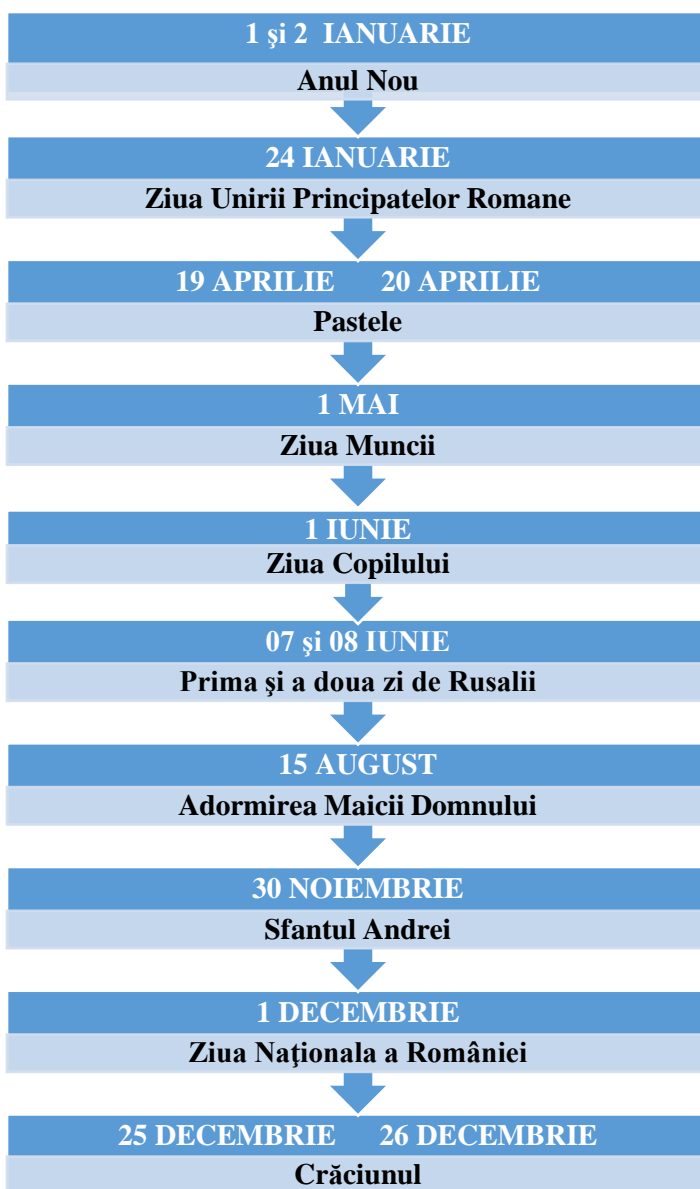 1 şi 2 IANUARIE
Anul Nou
24 IANUARIE
Ziua Unirii Principatelor Romane
19 APRILIE 20 APRILIE
Pastele
1 MAI
Ziua Muncii
1 IUNIE
Ziua Copilului
07 şi 08 IUNIE
Prima şi a doua zi de Rusalii
15 AUGUST
Adormirea Maicii Domnului
30 NOIEMBRIE
Sfantul Andrei
1 DECEMBRIE
Ziua Naţionala a României
25 DECEMBRIE 26 DECEMBRIE
Crăciunul